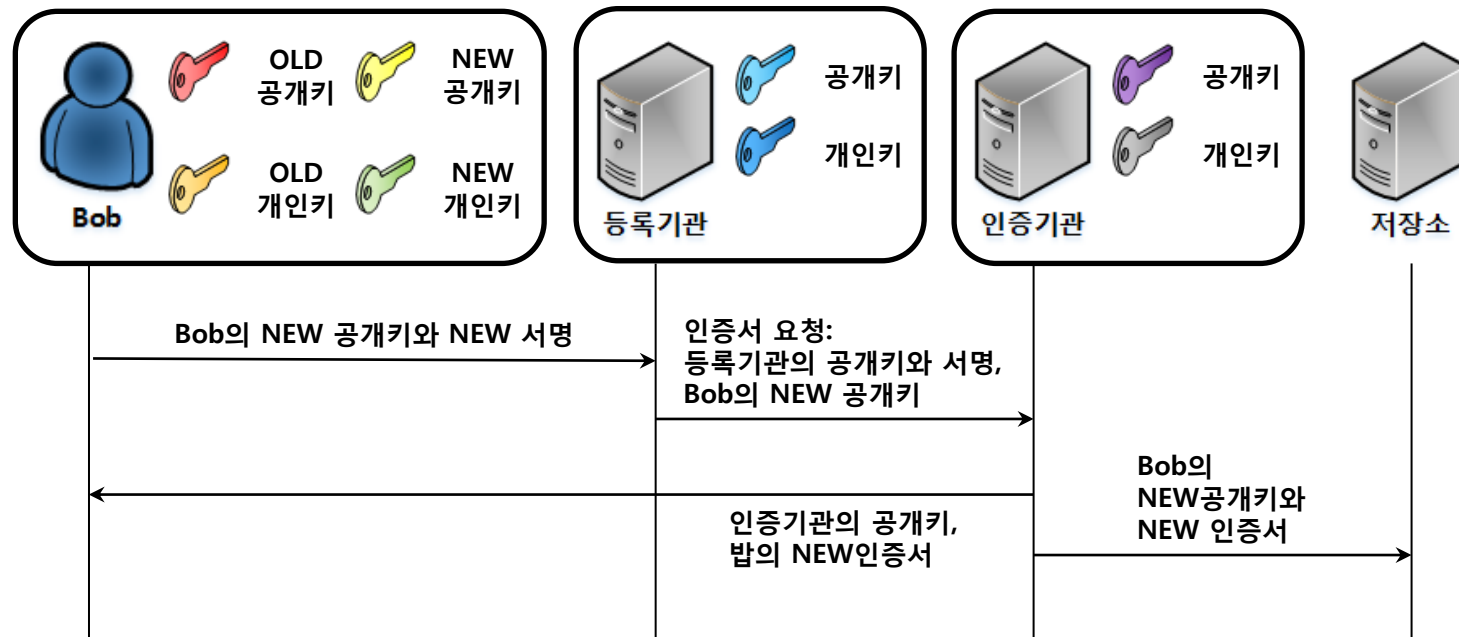 OLD
공개키
NEW
공개키
OLD
개인키
NEW
개인키
Bob
공개키
개인키
등록기관
공개키
개인키
인증기관
저장소
Bob의 NEW 공개키와 NEW 서명
인증서 요청:
등록기관의 공개키와 서명,
Bob의 NEW 공개키
인증기관의 공개키,
밥의 NEW인증서
Bob의
NEW공개키와
NEW 인증서